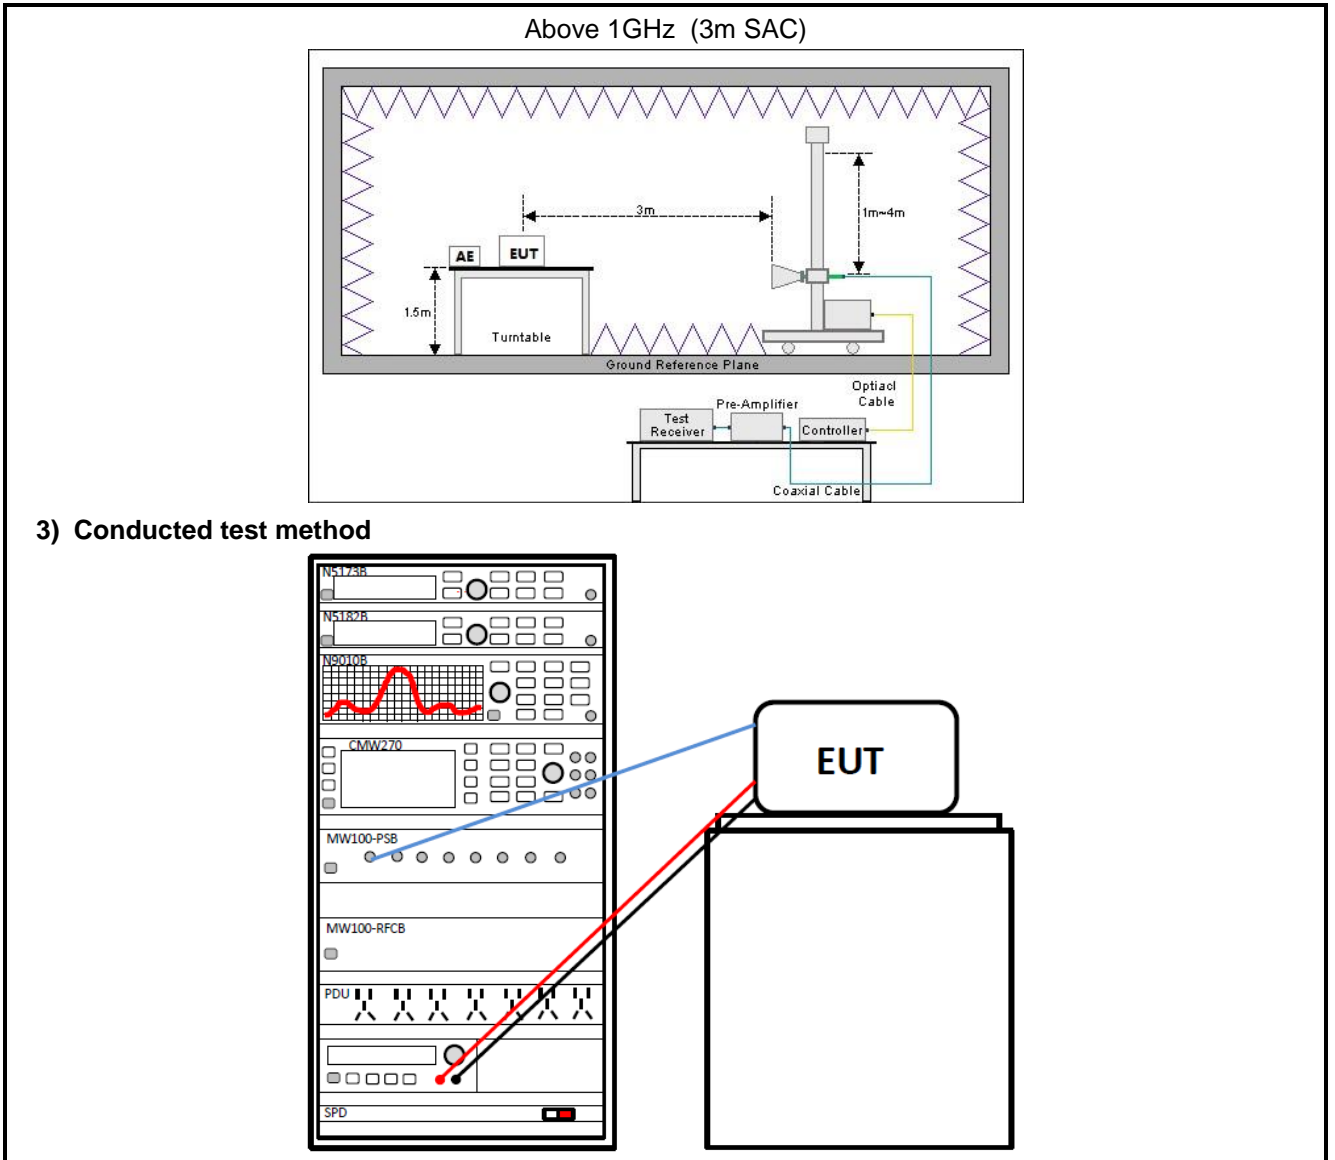 Above 1GHz  (3m SAC)
3m
1m~4m
AE
EUT
1.5m
Turntable
Ground Reference Plane
Optiacl
Cable
Pre-Amplifier
Test
Receiver
Controller
Coaxial Cable
3)  Conducted test method
N5173B
N5182B
N9010B
CMW270
EUT
MW100-PSB
MW100-RFCB
PDU
SPD